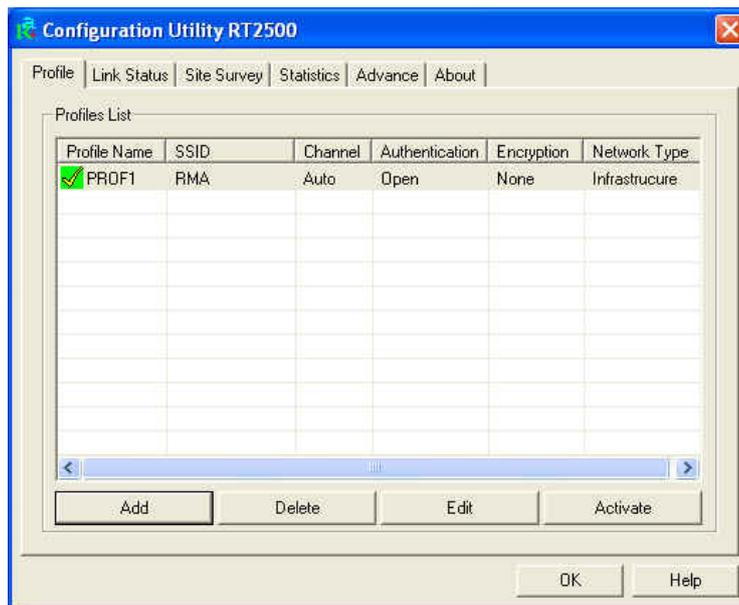 Configuration Utility RT2500
Profile Link Status Site Survey Statistics Advance About
Profiles List
Profile Name SSID Channel Authentication Encryption Network Type
PROF1 RMA Auto Open None Infrastrucure
Add Delete Edit Activate
OK Help